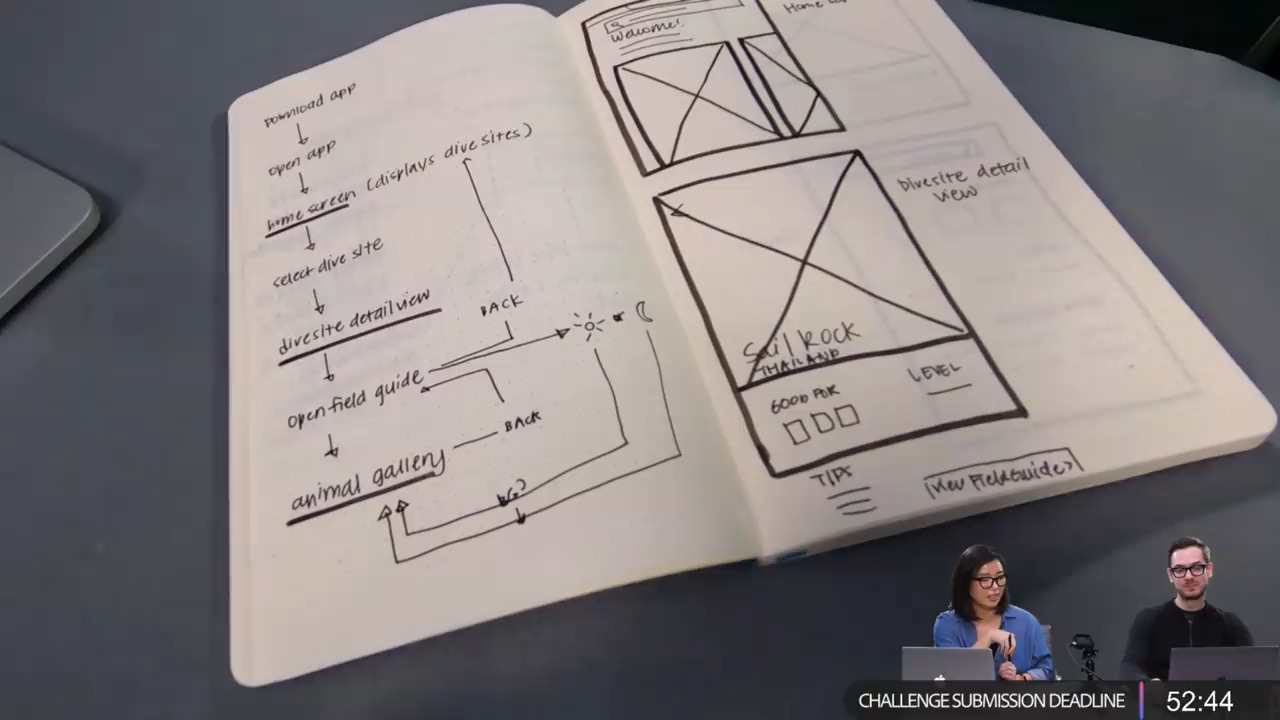 Download app
open app
home screen (displays dive sites)
select dive site
divesite detail view
BACK
open field guide
BACK
animal gallery
Welcome!
Divesite detail
view
Sail Rock
THAILAND
GOOD FOR
LEVEL
TIPS
View Field Guide>
CHALLENGE SUBMISSION DEADLINE
52:44